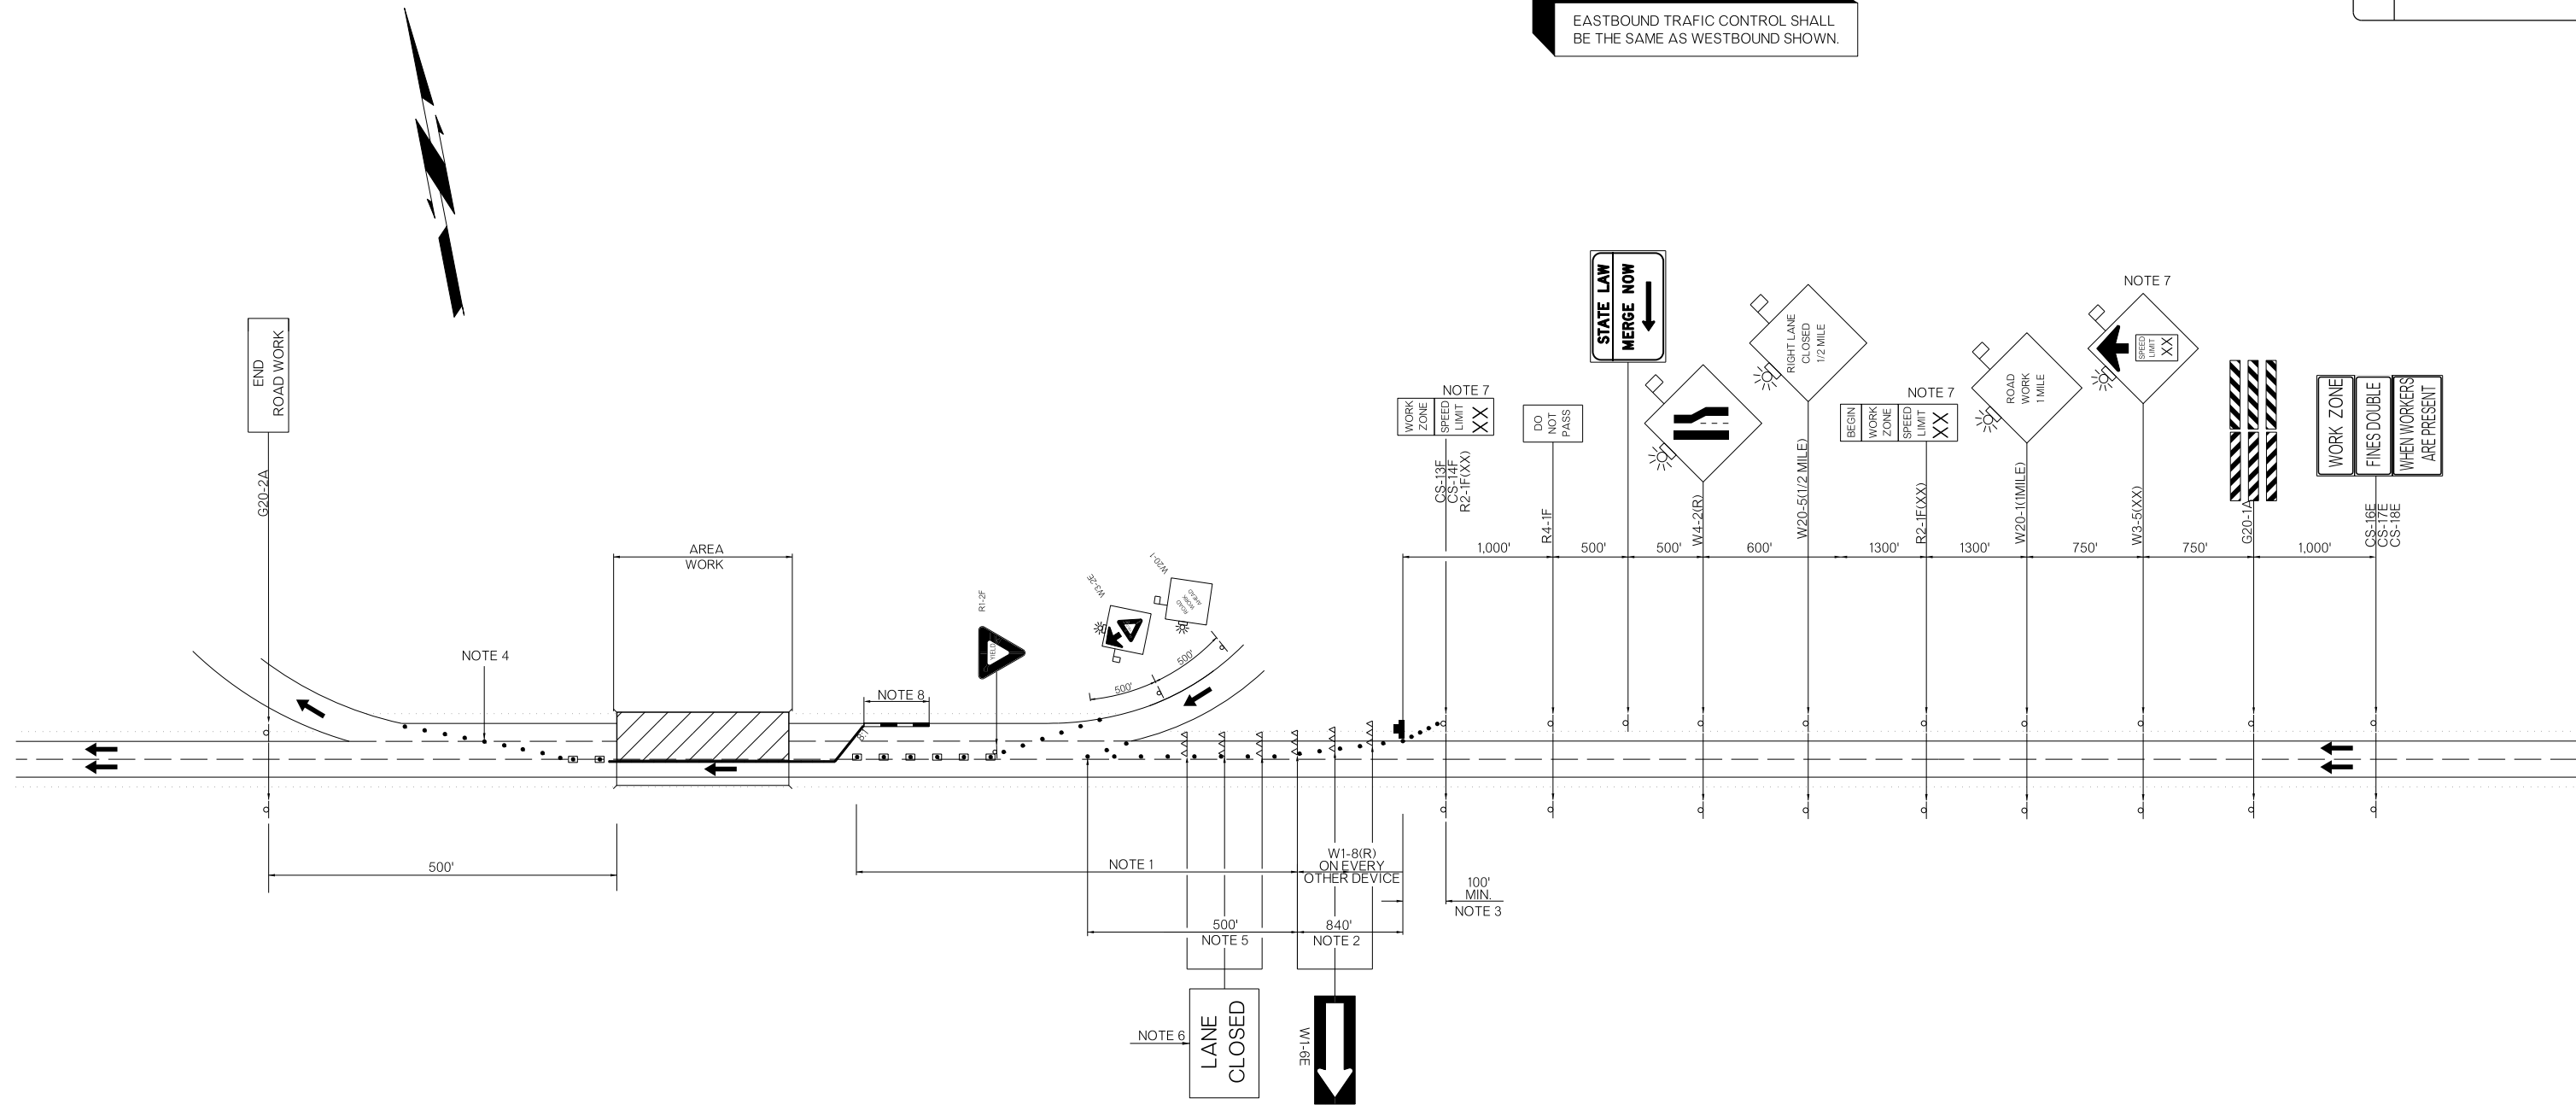 EASTBOUND TRAFIC CONTROL SHALL
BE THE SAME AS WESTBOUND SHOWN.
END
ROAD WORK
G20-2A
NOTE 4
AREA
WORK
NOTE 8
R1-2F
YIELD
W3-2E
W20-1
ROAD
WORK
AHEAD
500'
500'
NOTE 7
WORK
ZONE
SPEED
LIMIT
XX
CS-13F
CS-14F
R2-1F(XX)
DO
NOT
PASS
R4-1F
STATE LAW
MERGE NOW
W4-2(R)
RIGHT LANE
CLOSED
1/2 MILE
W20-5(1/2 MILE)
NOTE 7
BEGIN
WORK
ZONE
SPEED
LIMIT
XX
R2-1F(XX)
ROAD
WORK
1 MILE
W20-1(1MILE)
NOTE 7
SPEED
LIMIT
XX
W3-5(XX)
G20-1A
WORK ZONE
FINES DOUBLE
WHEN WORKERS
ARE PRESENT
CS-16E
CS-17E
CS-18E
1,000'
500'
500'
600'
1300'
1300'
750'
750'
1,000'
500'
NOTE 1
W1-8(R)
ON EVERY
OTHER DEVICE
100'
MIN.
NOTE 3
500'
NOTE 5
840'
NOTE 2
NOTE 6
LANE
CLOSED
W1-6E